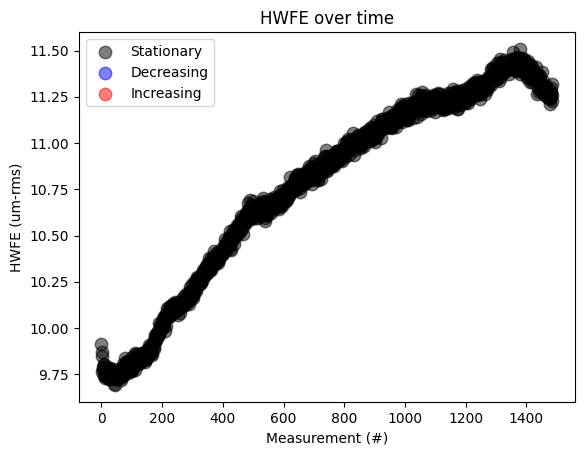 HWFE over time
Stationary
Decreasing
Increasing
11.50
11.25
11.00
10.75
10.50
10.25
10.00
9.75
HWFE (um-rms)
0 200 400 600 800 1000 1200 1400
Measurement (#)